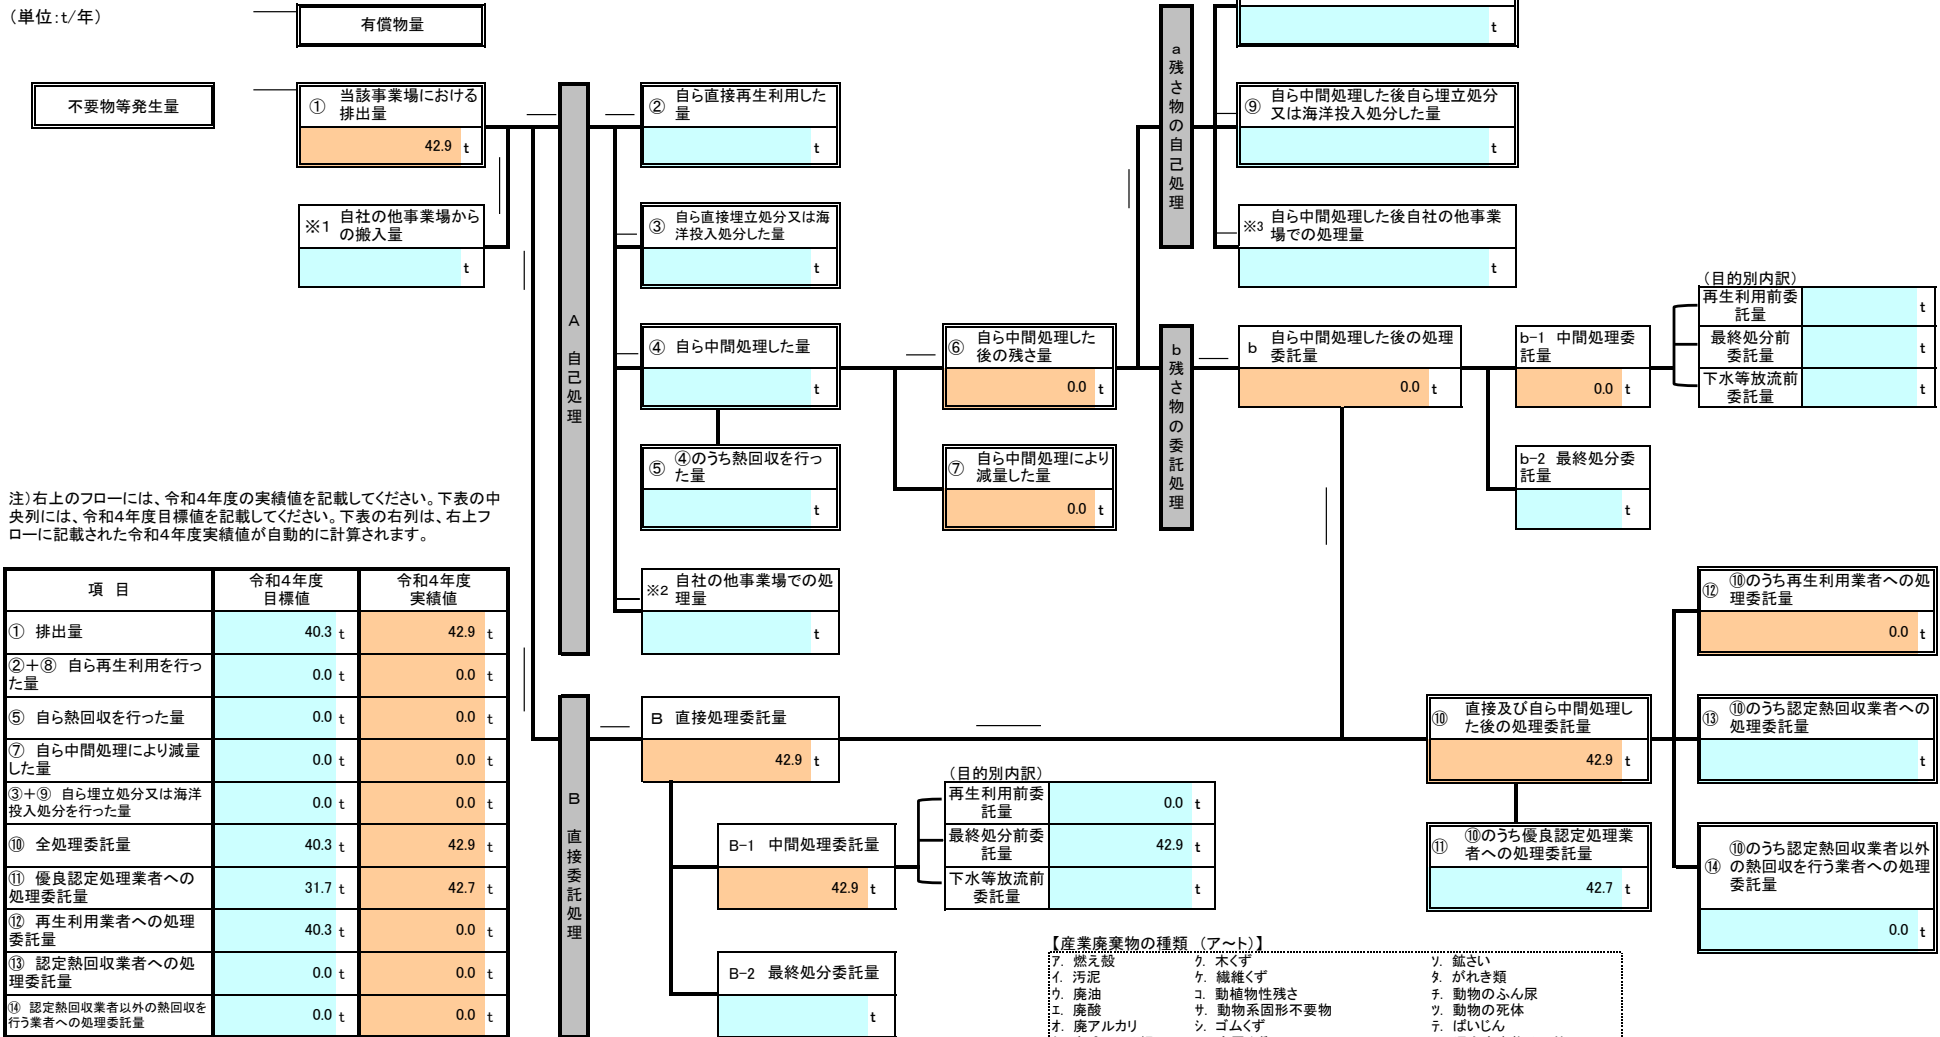 （単位:t/年）
有償物量
t
不要物等発生量
① 当該事業場における
排出量
42.9 t
※1 自社の他事業場から
の搬入量
t
A 自己処理
② 自ら直接再生利用した
量
t
③ 自ら直接埋立処分又は海
洋投入処分した量
t
④ 自ら中間処理した量
t
⑤ ④のうち熱回収を行っ
た量
t
※2 自社の他事業場での処
理量
t
⑥ 自ら中間処理した
後の残さ量
0.0 t
⑦ 自ら中間処理により
減量した量
0.0 t
a 残さ物の自己処理
⑨ 自ら中間処理した後自ら埋立処分
又は海洋投入処分した量
t
※3 自ら中間処理した後自社の他事業
場での処理量
t
b 残さ物の委託処理
b 自ら中間処理した後の処理
委託量
0.0 t
b-1 中間処理委
託量
0.0 t
b-2 最終処分委
託量
t
（目的別内訳）
再生利用前委
託量
t
最終処分前
委託量
t
下水等放流前
委託量
t
注）右上のフローには、令和4年度の実績値を記載してください。下表の中
央列には、令和4年度目標値を記載してください。下表の右列は、右上フ
ローに記載された令和4年度実績値が自動的に計算されます。
項 目 令和4年度 目標値 令和4年度 実績値
① 排出量 40.3 t 42.9 t
②＋⑧ 自ら再生利用を行っ
た量 0.0 t 0.0 t
⑤ 自ら熱回収を行った量 0.0 t 0.0 t
⑦ 自ら中間処理により減量
した量 0.0 t 0.0 t
③＋⑨ 自ら埋立処分又は海洋
投入処分を行った量 0.0 t 0.0 t
⑩ 全処理委託量 40.3 t 42.9 t
⑪ 優良認定処理業者への
処理委託量 31.7 t 42.7 t
⑫ 再生利用業者への処理
委託量 40.3 t 0.0 t
⑬ 認定熱回収業者への処
理委託量 0.0 t 0.0 t
⑭ 認定熱回収業者以外の熱回収を
行う業者への処理委託量 0.0 t 0.0 t
B 直接委託処理
B 直接処理委託量
42.9 t
B-1 中間処理委託量
42.9 t
B-2 最終処分委託量
t
（目的別内訳）
再生利用前委
託量
0.0 t
最終処分前委
託量
42.9 t
下水等放流前
委託量
t
⑩ 直接及び自ら中間処理し
た後の処理委託量
42.9 t
⑪ ⑩のうち優良認定処理業
者への処理委託量
42.7 t
⑫ ⑩のうち再生利用業者への処
理委託量
0.0 t
⑬ ⑩のうち認定熱回収業者への
処理委託量
t
⑭ ⑩のうち認定熱回収業者以外
の熱回収を行う業者への処理
委託量
0.0 t
【産業廃棄物の種類 （ア～ト）】
ア. 燃え殻 ク. 木くず ソ. 鉱さい
イ. 汚泥 ケ. 繊維くず タ. がれき類
ウ. 廃油 コ. 動植物性残さ チ. 動物のふん尿
エ. 廃酸 サ. 動物系固形不要物 ツ. 動物の死体
オ. 廃アルカリ シ. ゴムくず テ. ばいじん